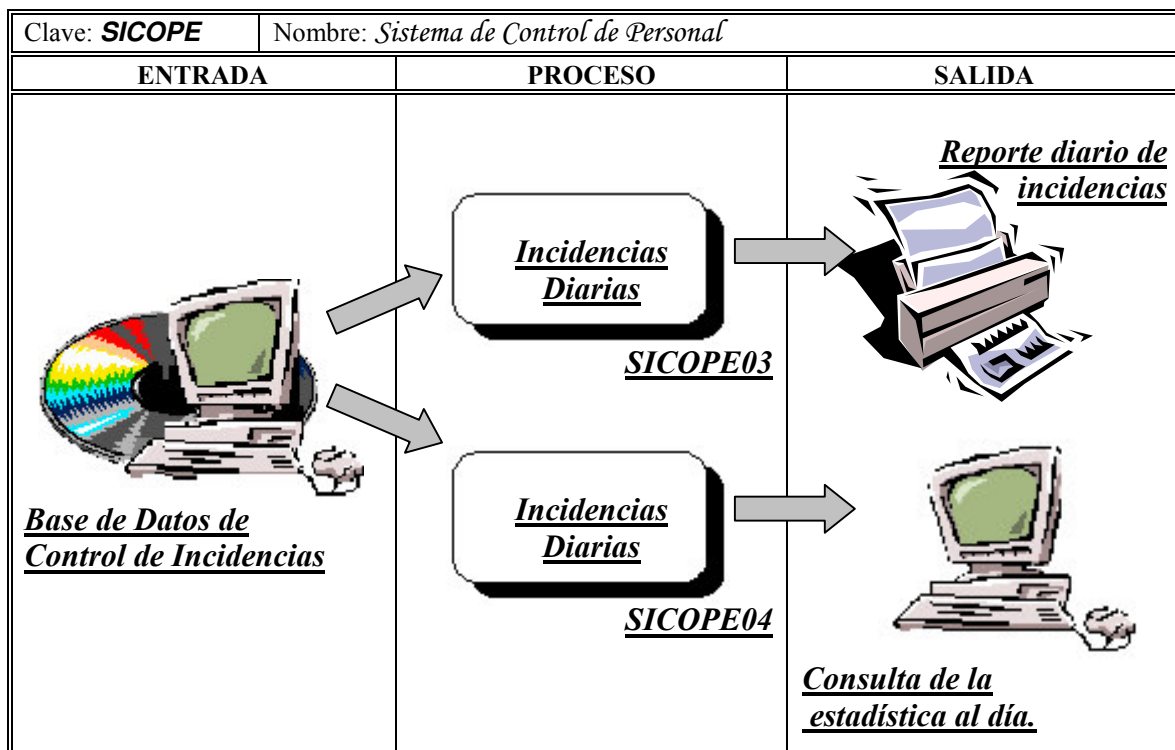 Clave: SICOPE Nombre: Sistema de Control de Personal
ENTRADA PROCESO SALIDA
Reporte diario de
incidencias
Incidencias
Diarias
SICOPE03
Base de Datos de
Control de Incidencias
Incidencias
Diarias
SICOPE04
Consulta de la
estadística al día.